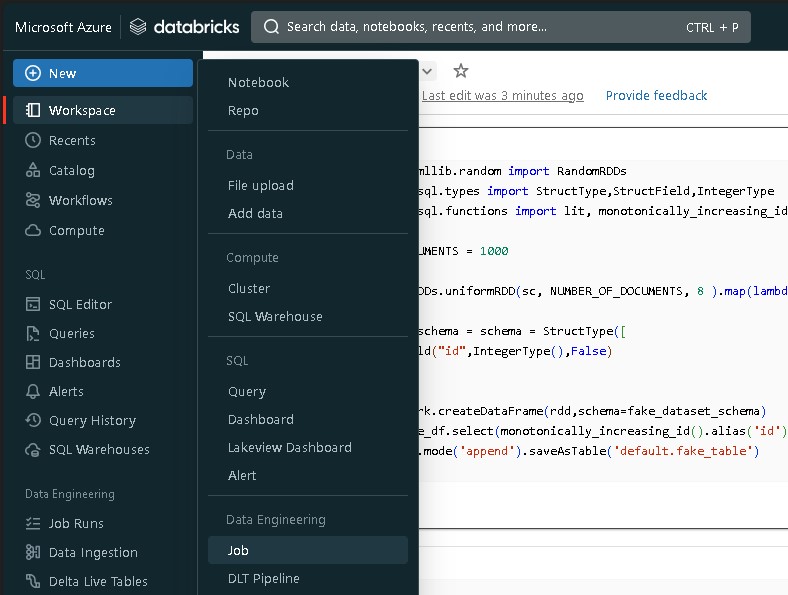 Microsoft Azure databricks Search data, notebooks, recents, and more... CTRL + P
New
Workspace
Recents
Catalog
Workflows
Compute
SQL
SQL Editor
Queries
Dashboards
Alerts
Query History
SQL Warehouses
Data Engineering
Job Runs
Data Ingestion
Delta Live Tables
Notebook
Repo
Data
File upload
Add data
Compute
Cluster
SQL Warehouse
SQL
Query
Dashboard
Lakeview Dashboard
Alert
Data Engineering
Job
DLT Pipeline
Last edit was 3 minutes ago Provide feedback
mllib.random import RandomRDDs
sql.types import StructType,StructField,IntegerType
sql.functions import lit, monotonically_increasing_id
UMENTS = 1000
DDs.uniformRDD(sc, NUMBER_OF_DOCUMENTS, 8 ).map(lambd
schema = schema = StructType([
ld("id",IntegerType(),False)
rk.createDataFrame(rdd,schema=fake_dataset_schema)
e_df.select(monotonically_increasing_id().alias('id')
.mode('append').saveAsTable('default.fake_table')